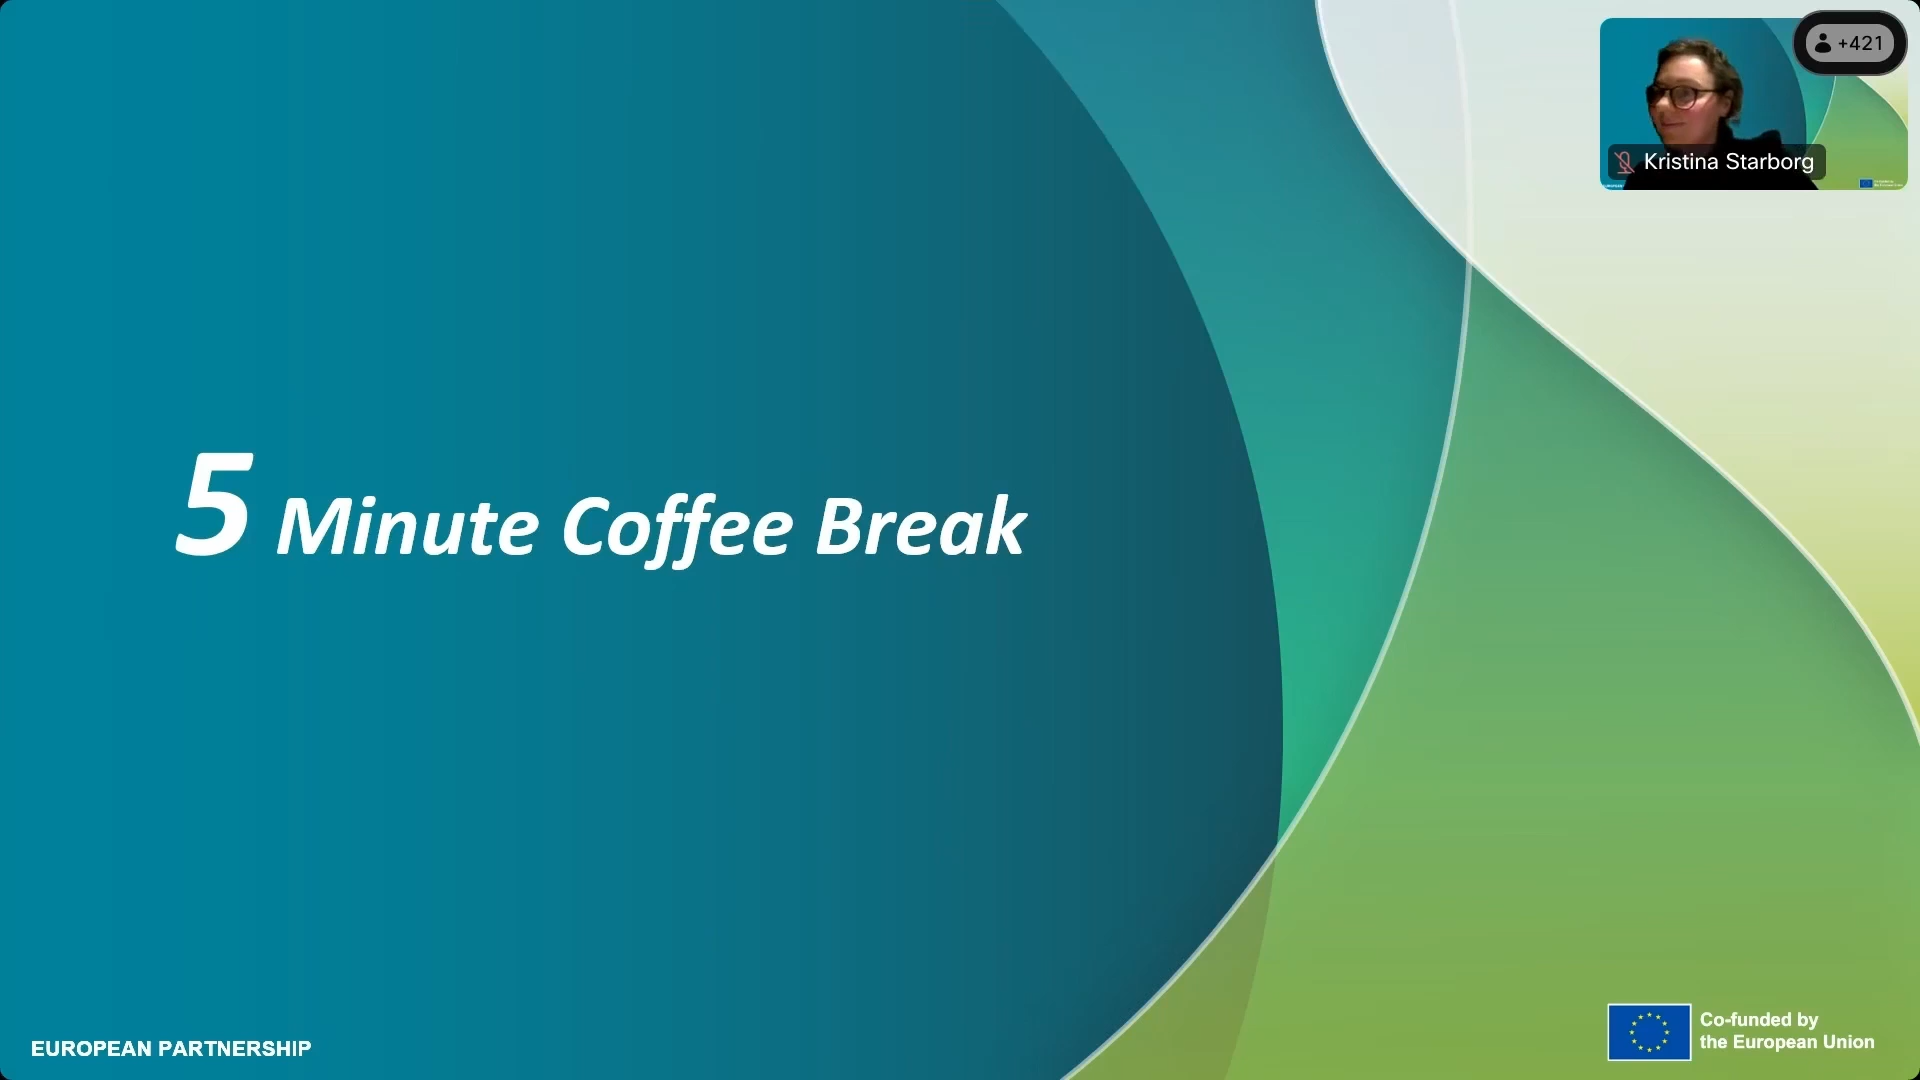 +421
Kristina Starborg
5 Minute Coffee Break
EUROPEAN PARTNERSHIP
Co-funded by
the European Union